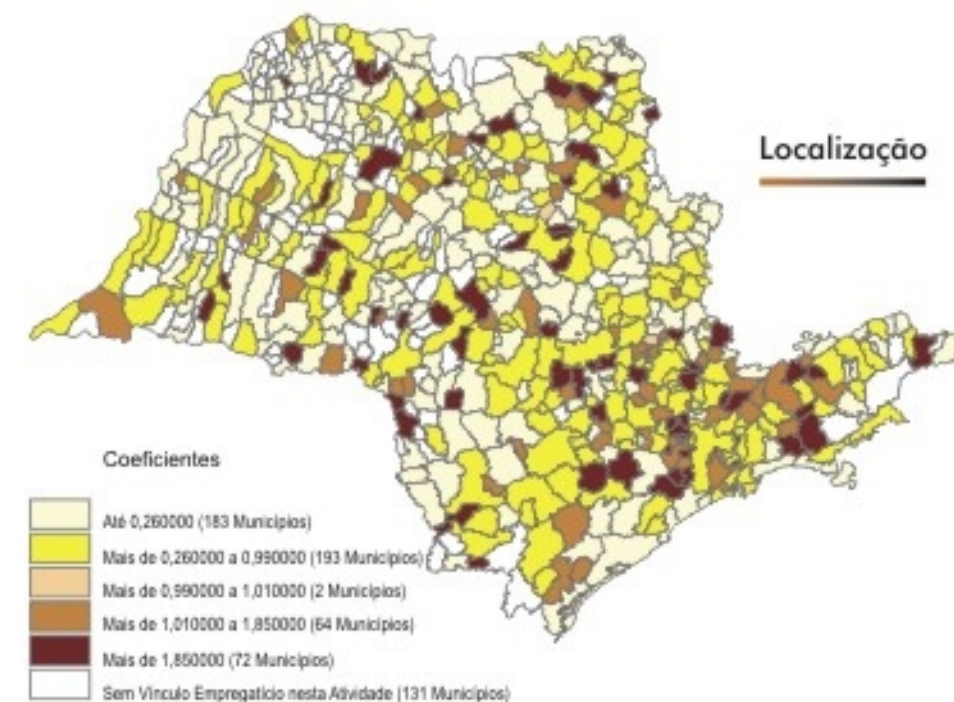 Localização
Coeficientes
Até 0,260000 (183 Municípios)
Mais de 0,260000 a 0,990000 (193 Municípios)
Mais de 0,990000 a 1,010000 (2 Municípios)
Mais de 1,010000 a 1,850000 (64 Municípios)
Mais de 1,850000 (72 Municípios)
Sem Vínculo Empregatício nesta Atividade (131 Municípios)